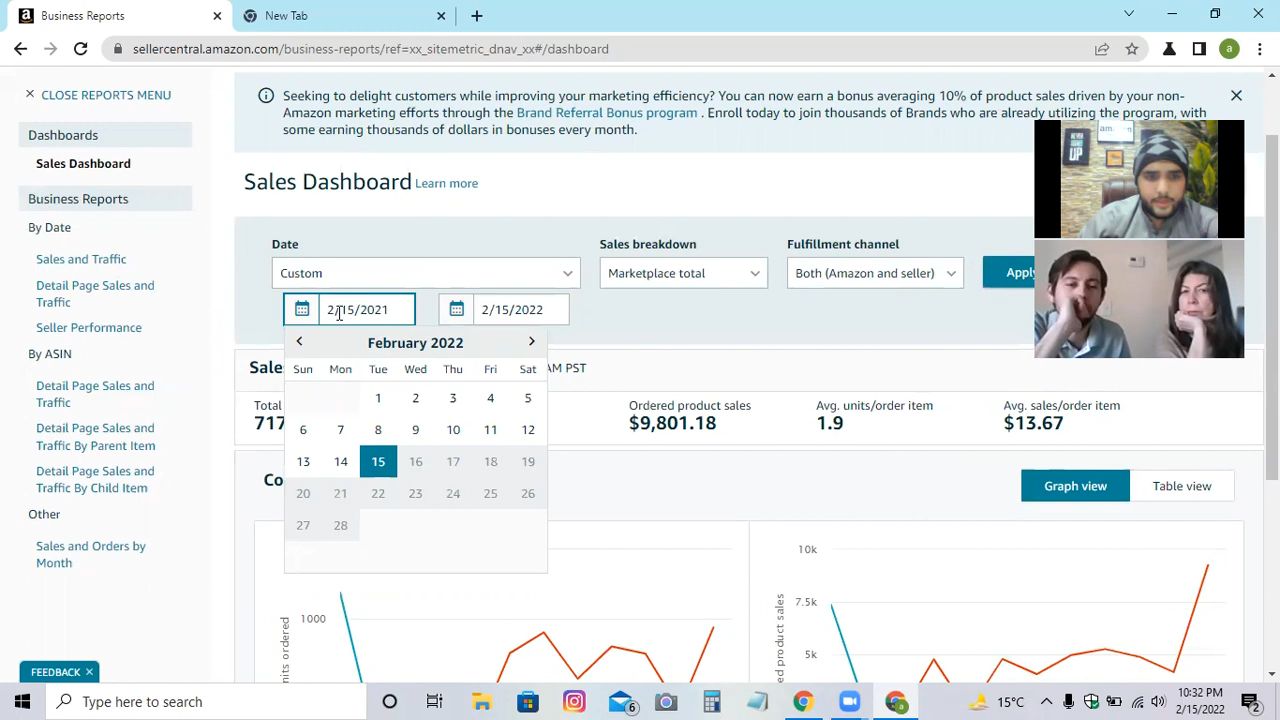 Business Reports
New Tab
sellercentral.amazon.com/business-reports/ref=xx_sitemetric_dnav_xx#/dashboard
a
CLOSE REPORTS MENU
Dashboards
Sales Dashboard
Business Reports
By Date
Sales and Traffic
Detail Page Sales and
Traffic
Seller Performance
By ASIN
Detail Page Sales and
Traffic
Detail Page Sales and
Traffic By Parent Item
Detail Page Sales and
Traffic By Child Item
Other
Sales and Orders by
Month
FEEDBACK
Seeking to delight customers while improving your marketing efficiency? You can now earn a bonus averaging 10% of product sales driven by your non-
Amazon marketing efforts through the Brand Referral Bonus program . Enroll today to join thousands of Brands who are already utilizing the program, with
some earning thousands of dollars in bonuses every month.
Sales Dashboard Learn more
Date
Sales breakdown
Fulfillment channel
Custom
Marketplace total
Both (Amazon and seller)
Apply
2/15/2021
2/15/2022
February 2022
Sun Mon Tue Wed Thu Fri Sat
1 2 3 4 5
6 7 8 9 10 11 12
13 14 15 16 17 18 19
20 21 22 23 24 25 26
27 28
Sale
AM PST
Total
717
Ordered product sales
$9,801.18
Avg. units/order item
1.9
Avg. sales/order item
$13.67
Co
Graph view
Table view
1000
nits ordered
10k
7.5k
5k
ed product sales
UP
Type here to search
6
a
15°C
10:32 PM
2/15/2022
2